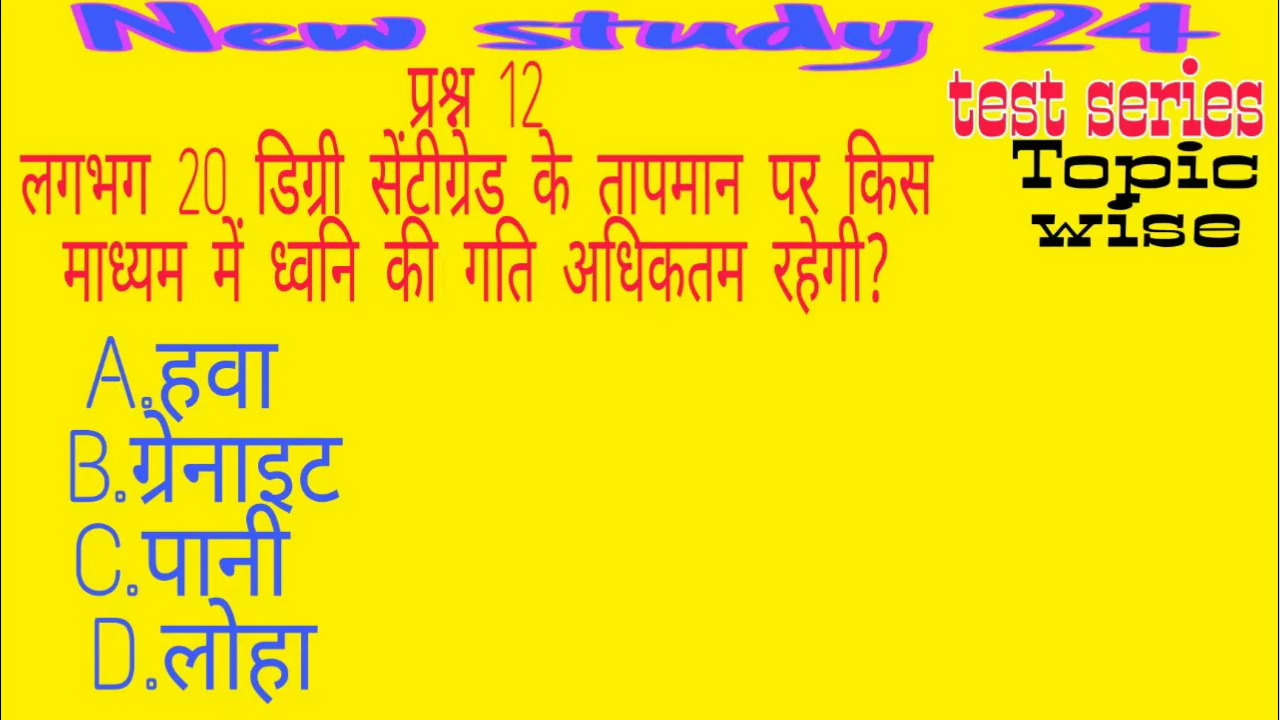 New study 24
test series
Topic
wise
प्रश्न 12
लगभग 20 डिग्री सेंटीग्रेड के तापमान पर किस
माध्यम में ध्वनि की गति अधिकतम रहेगी?
A.हवा
B.ग्रेनाइट
C.पानी
D.लोहा